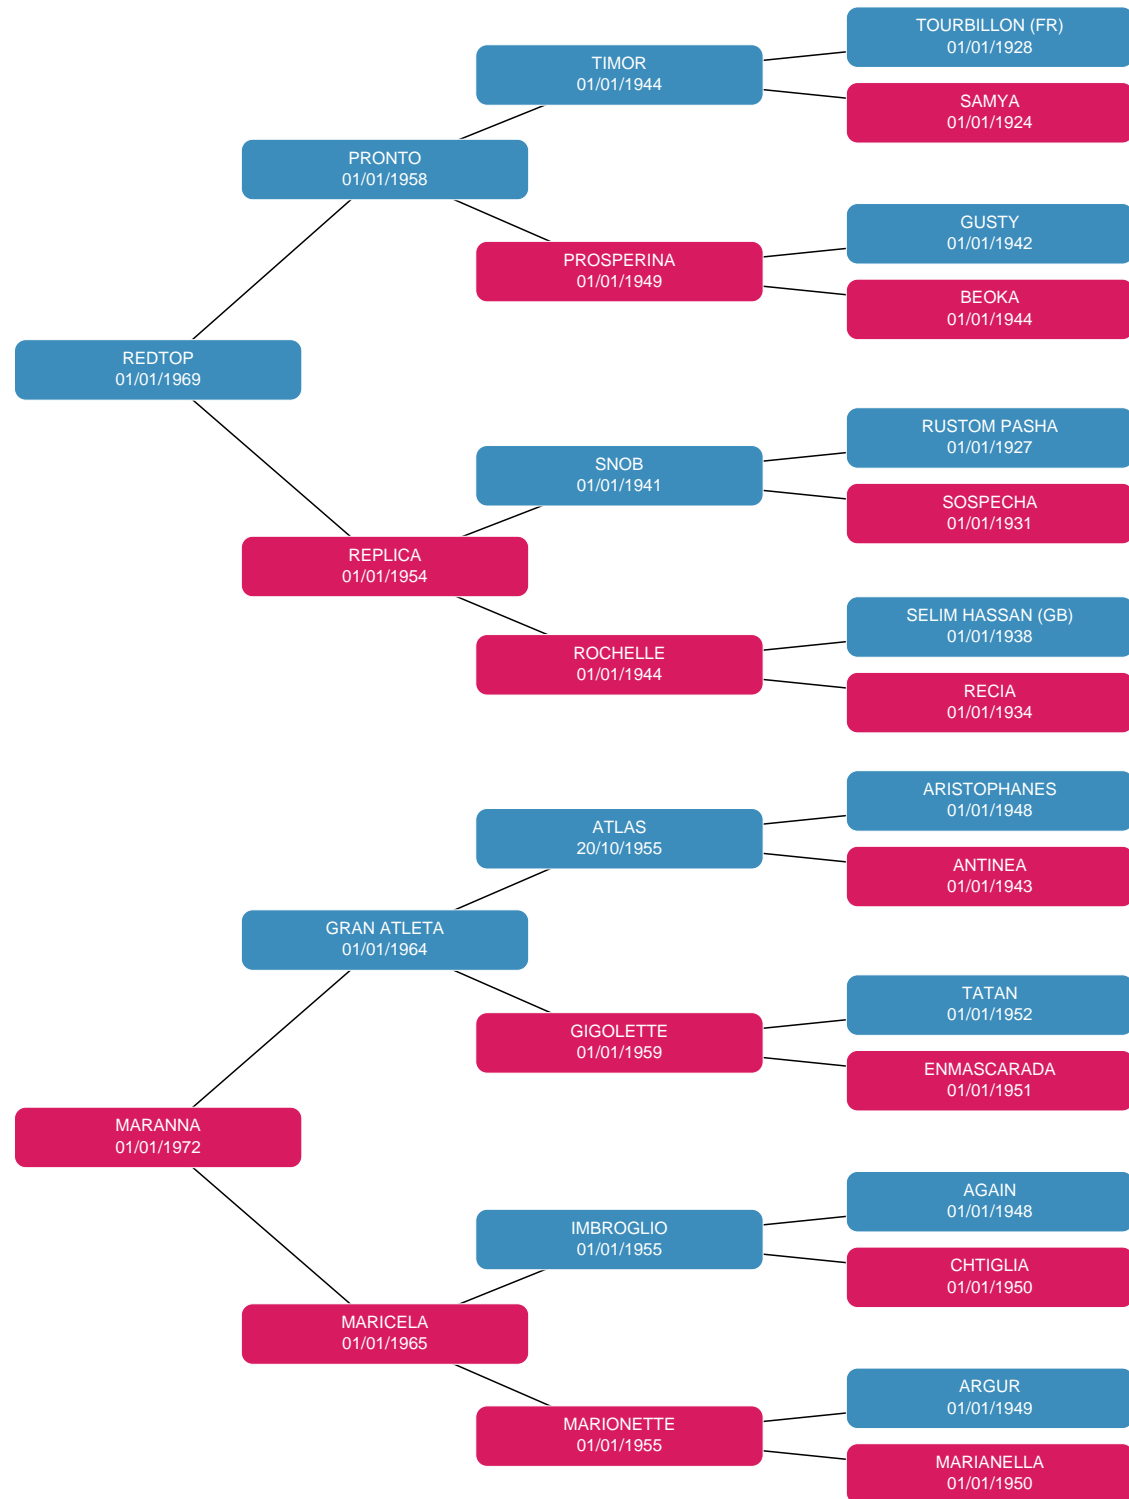 TOURBILLON (FR)
01/01/1928
TIMOR
01/01/1944
SAMYA
01/01/1924
PRONTO
01/01/1958
GUSTY
01/01/1942
PROSPERINA
01/01/1949
BEOKA
01/01/1944
REDTOP
01/01/1969
RUSTOM PASHA
01/01/1927
SNOB
01/01/1941
SOSPECHA
01/01/1931
REPLICA
01/01/1954
SELIM HASSAN (GB)
01/01/1938
ROCHELLE
01/01/1944
RECIA
01/01/1934
ARISTOPHANES
01/01/1948
ATLAS
20/10/1955
ANTINEA
01/01/1943
GRAN ATLETA
01/01/1964
TATAN
01/01/1952
GIGOLETTE
01/01/1959
ENMASCARADA
01/01/1951
MARANNA
01/01/1972
AGAIN
01/01/1948
IMBROGLIO
01/01/1955
CHTIGLIA
01/01/1950
MARICELA
01/01/1965
ARGUR
01/01/1949
MARIONETTE
01/01/1955
MARIANELLA
01/01/1950